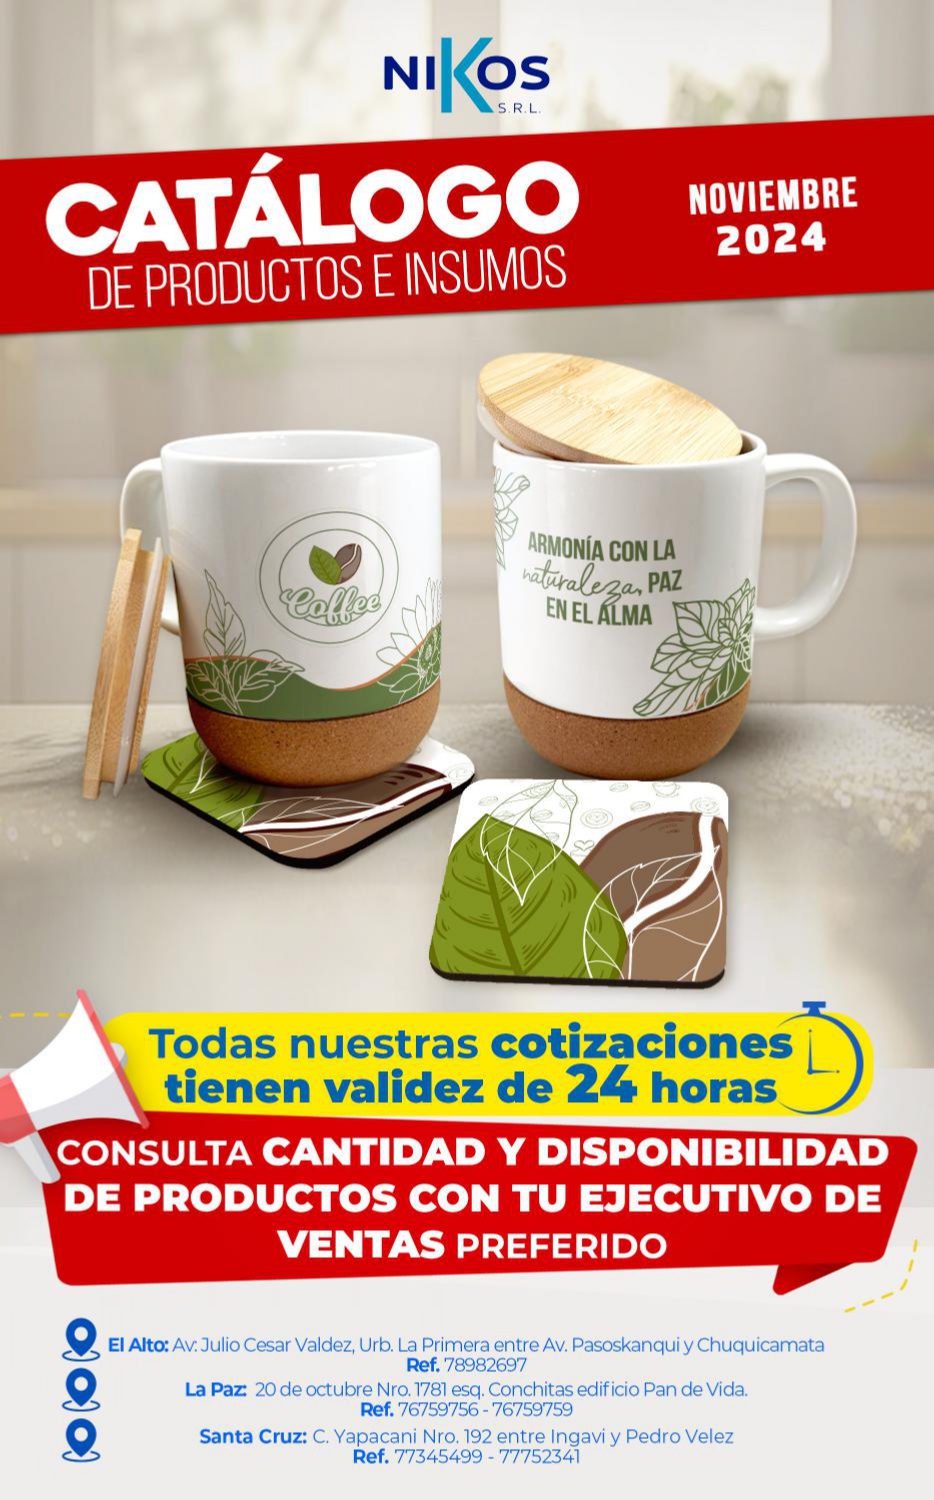 NIKOS
S.R.L.
CATÁLOGO
DE PRODUCTOS E INSUMOS
NOVIEMBRE
2024
Coffee
ARMONÍA CON LA
naturaleza, PAZ
EN EL ALMA
Todas nuestras cotizaciones
tienen validez de 24 horas
CONSULTA CANTIDAD Y DISPONIBILIDAD
DE PRODUCTOS CON TU EJECUTIVO DE
VENTAS PREFERIDO
El Alto: Av: Julio Cesar Valdez, Urb. La Primera entre Av. Pasoskanqui y Chuquicamata
Ref. 78982697
La Paz: 20 de octubre Nro. 1781 esq. Conchitas edificio Pan de Vida.
Ref. 76759756 - 76759759
Santa Cruz: C. Yapacani Nro. 192 entre Ingavi y Pedro Velez
Ref. 77345499 - 77752341